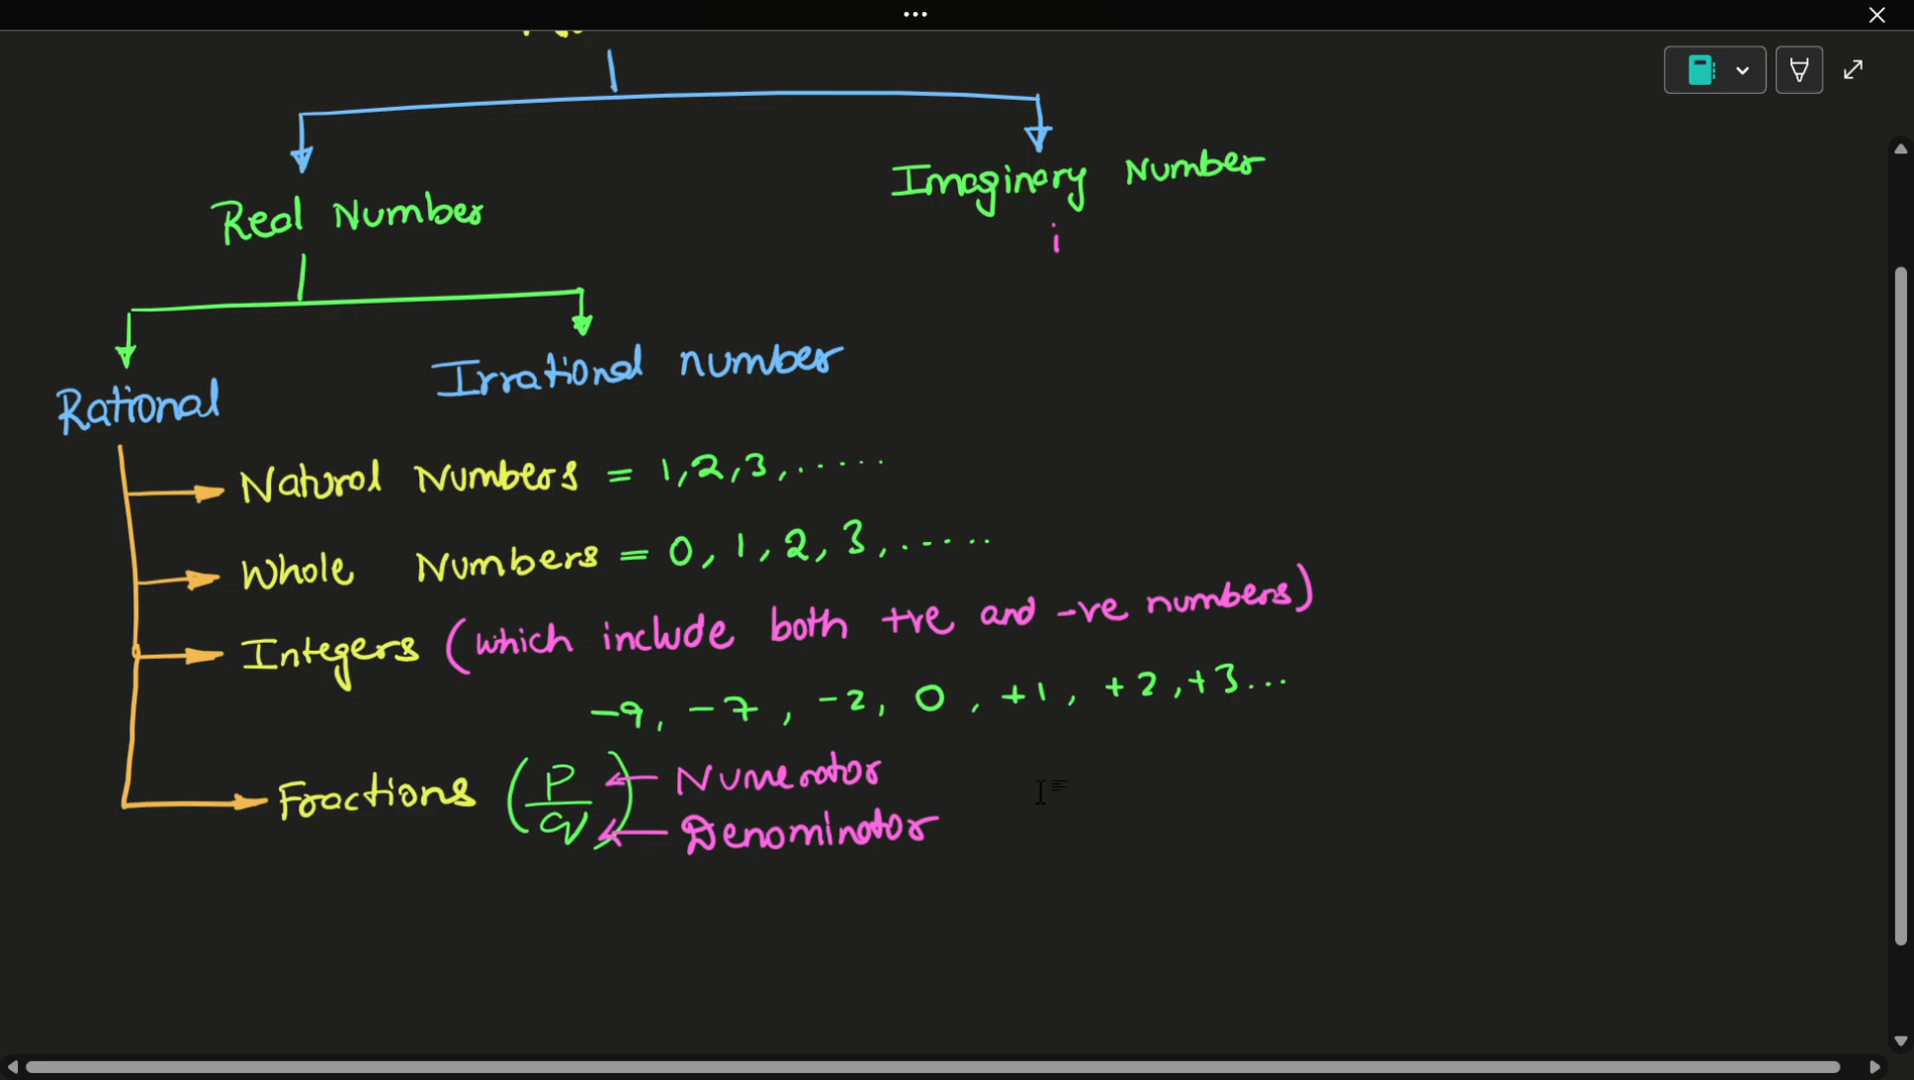 Real Number
Imaginary Number
i
Rational
Irrational number
Natural Numbers = 1,2,3,.....
Whole Numbers = 0, 1, 2, 3,.....
Integers (which include both +ve and -ve numbers)
-9, -7, -2, 0, +1, +2, +3...
Fractions (P/q) ← Numerator
← Denominator